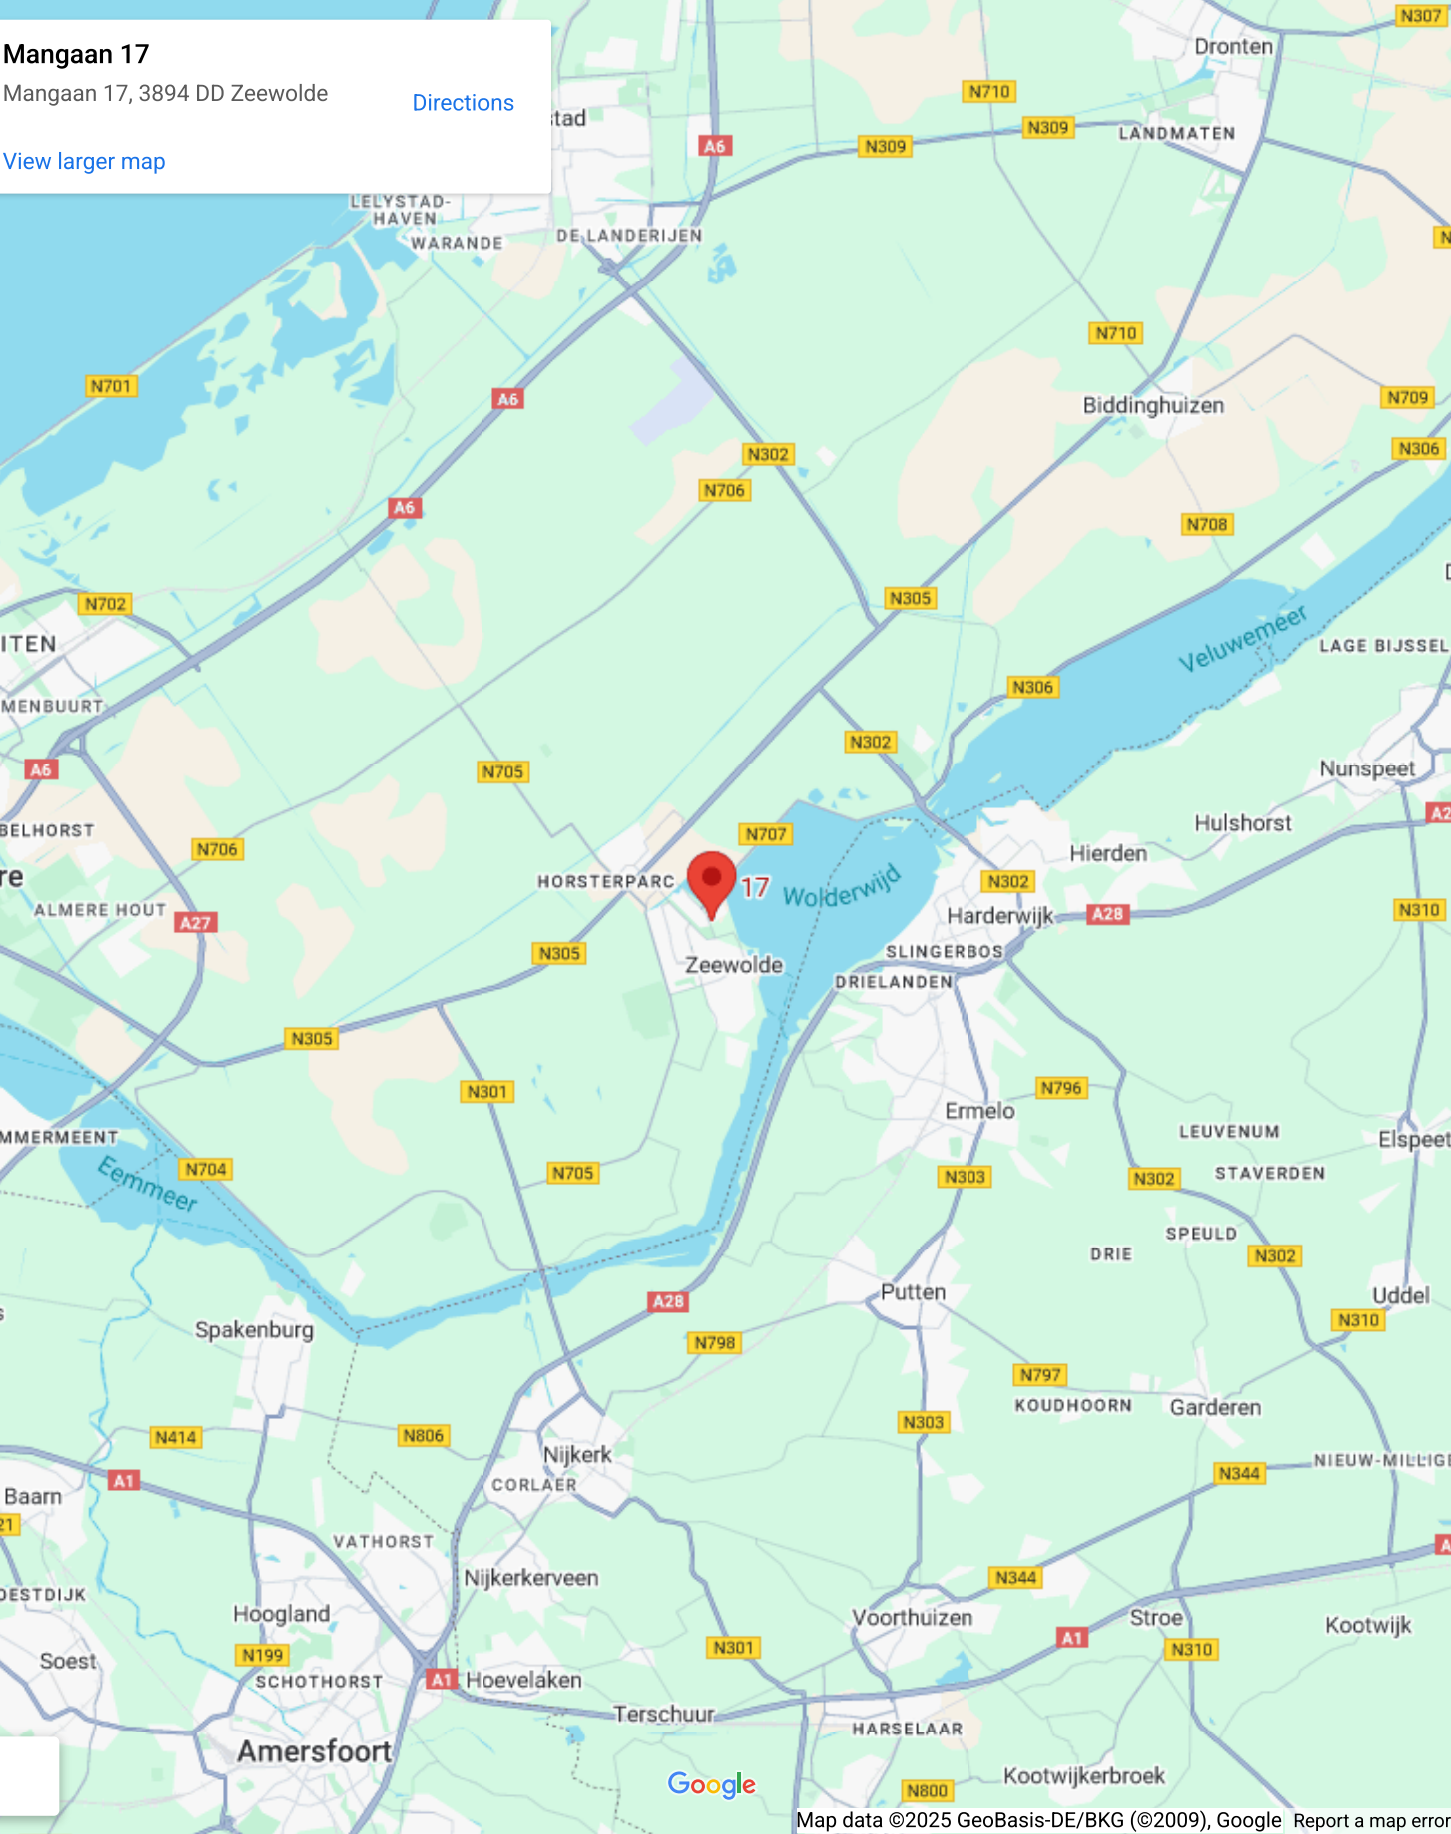 Mangaan 17
Mangaan 17, 3894 DD Zeewolde
Directions
View larger map
N307
Dronten
N710
stad
A6
N309
N309
LANDMATEN
LELYSTAD-
HAVEN
WARANDE
DE LANDERIJEN
N710
N701
A6
Biddinghuizen
N709
N306
N302
N706
A6
N708
N702
N305
ITEN
Veluwemeer
LAGE BIJSSEL
N306
MENBUURT
N302
A6
N705
Nunspeet
BELHORST
N707
Hulshorst
N706
Hierden
re
HORSTERPARC
17
Wolderwijd
N302
ALMERE HOUT
A27
Harderwijk
A28
N310
N305
SLINGERBOS
Zeewolde
DRIELANDEN
N305
N301
N796
Ermelo
MMERMEENT
LEUVENUM
Elspeet
Eemmeer
N704
N705
N303
N302
STAVERDEN
SPEULD
DRIE
N302
Putten
Uddel
A28
Spakenburg
N798
N310
N797
KOUDHOORN
Garderen
N303
N414
N806
Nijkerk
NIEUW-MILLIGE
A1
CORLAER
N344
Baarn
21
VATHORST
Nijkerkerveen
N344
OESTDIJK
Hoogland
Voorthuizen
Stroe
Kootwijk
N199
N301
A1
N310
Soest
SCHOTHORST
A1
Hoevelaken
Terschuur
HARSELAAR
Amersfoort
Google
Kootwijkerbroek
N800
Map data ©2025 GeoBasis-DE/BKG (©2009), Google
Report a map error